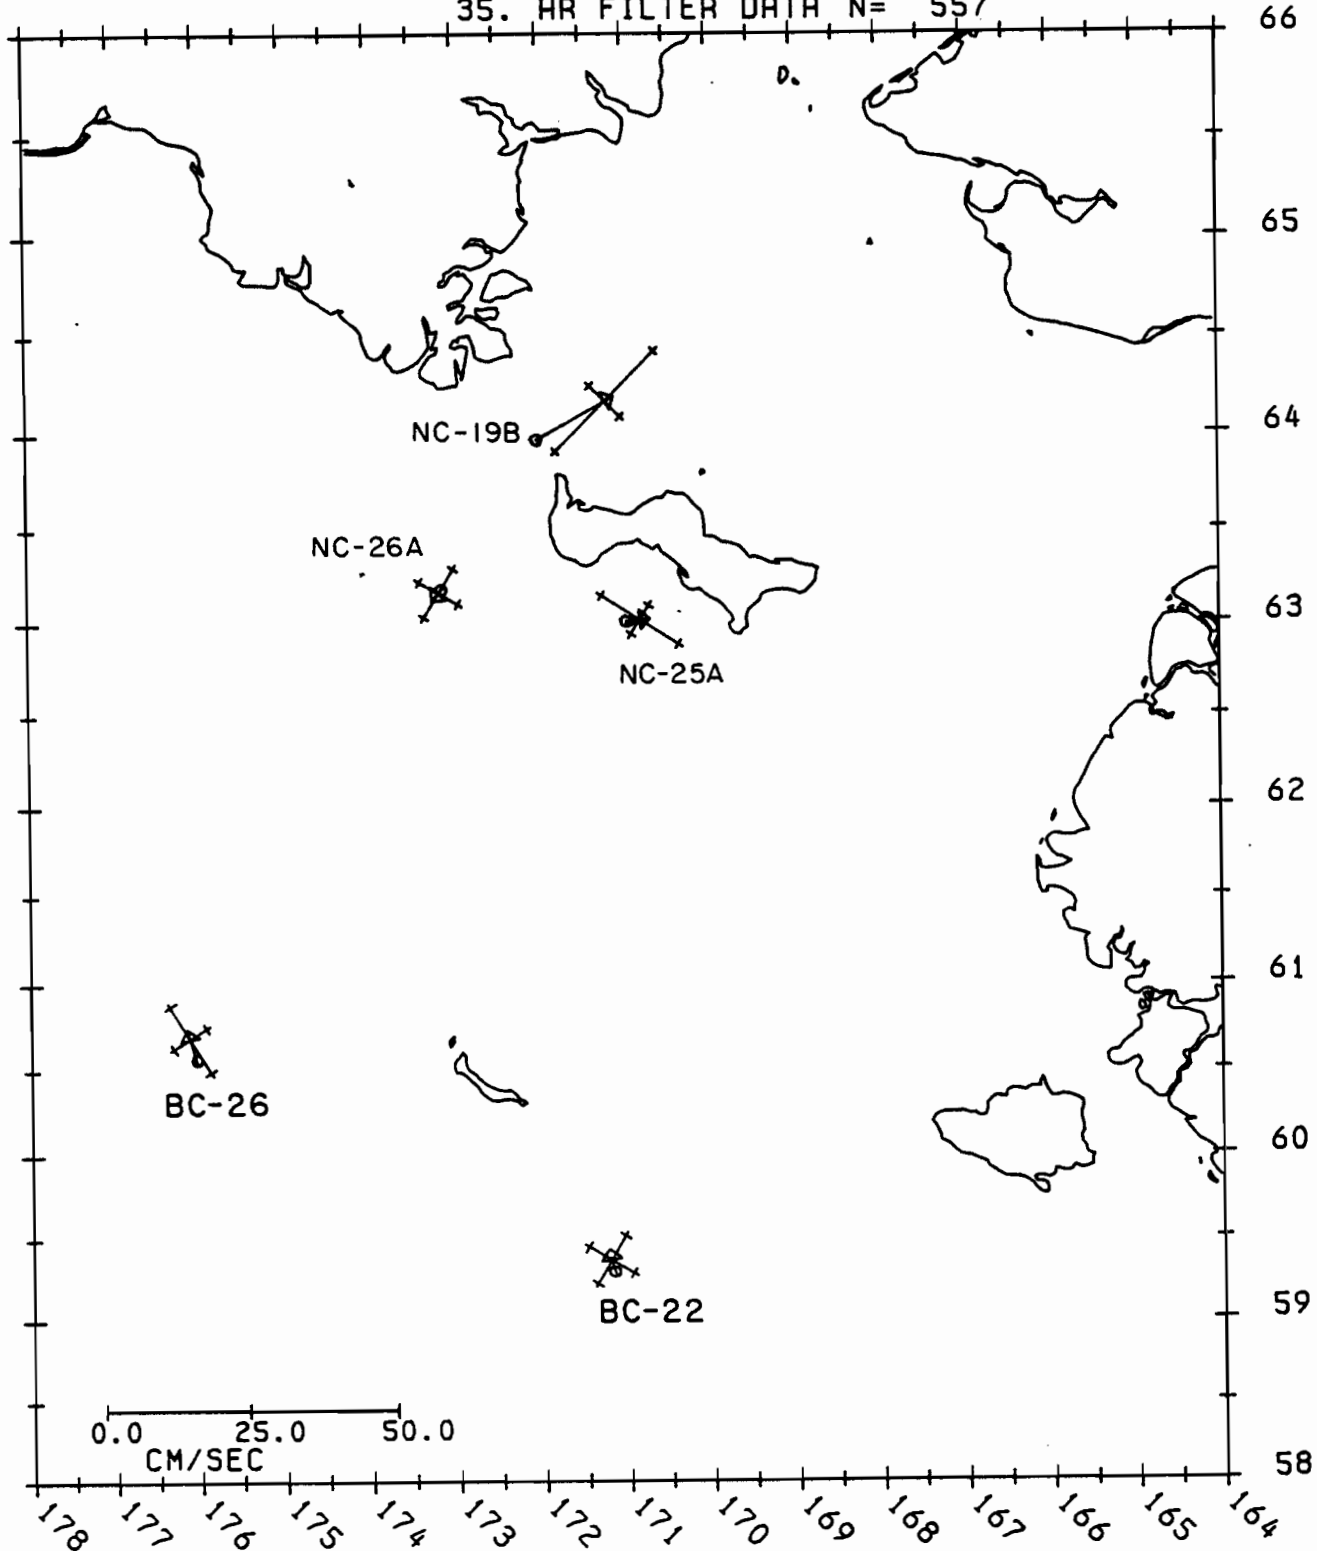 35. HR FILTER DATA N= 557
66
65
64
NC-19B
NC-26A
63
NC-25A
62
61
BC-26
60
59
BC-22
0.0 25.0 50.0
CM/SEC
58
178 177 176 175 174 173 172 171 170 169 168 167 166 165 164